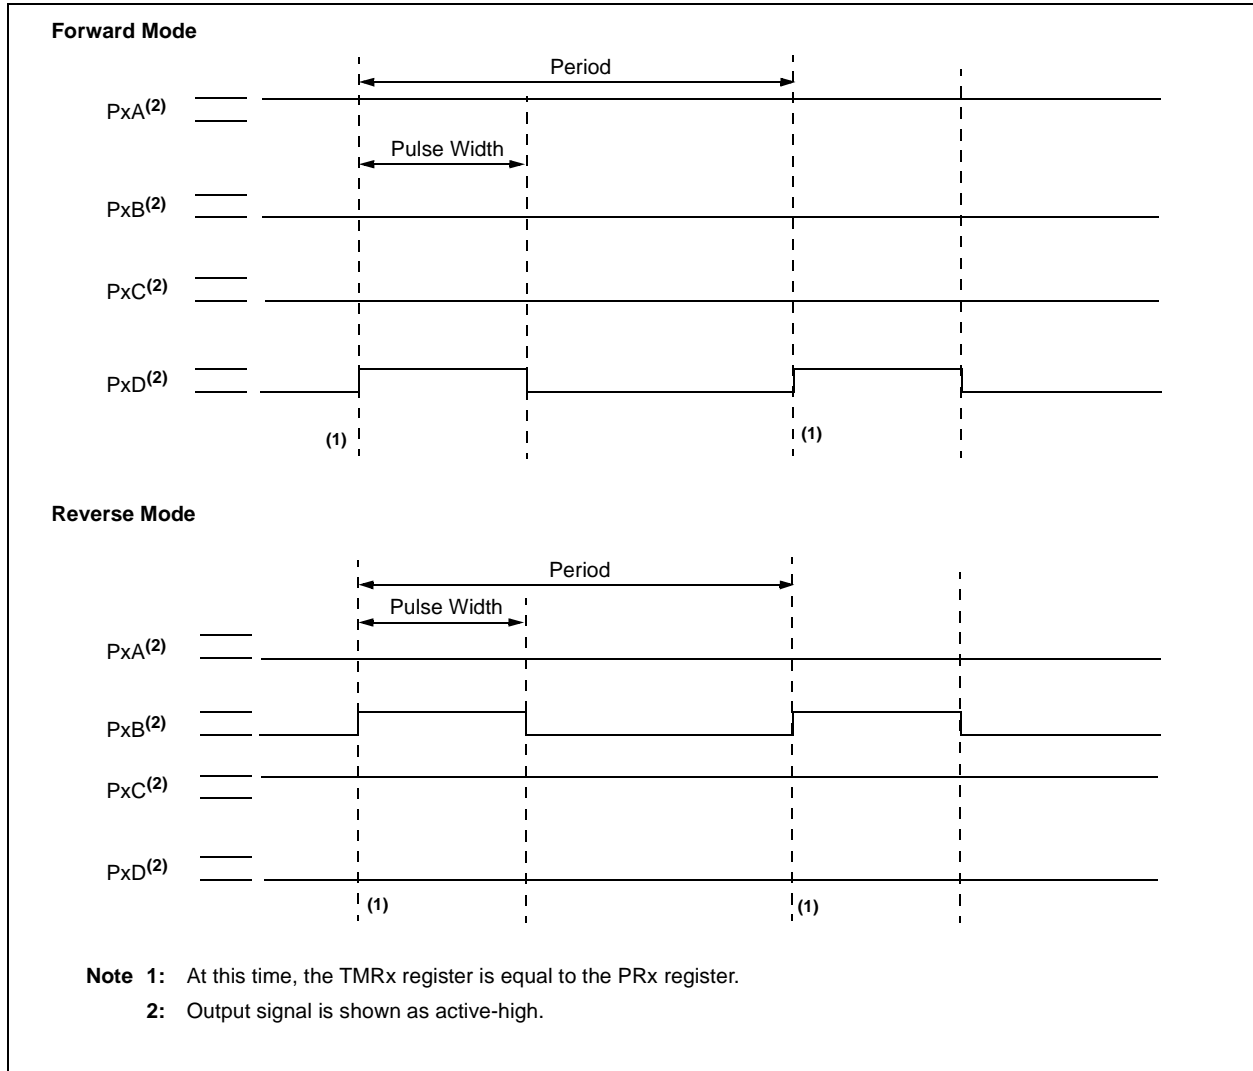 Forward Mode
Period
PxA(2)
Pulse Width
PxB(2)
PxC(2)
PxD(2)
(1) (1)
Reverse Mode
Period
Pulse Width
PxA(2)
PxB(2)
PxC(2)
PxD(2)
(1) (1)
Note 1: At this time, the TMRx register is equal to the PRx register.
2: Output signal is shown as active-high.